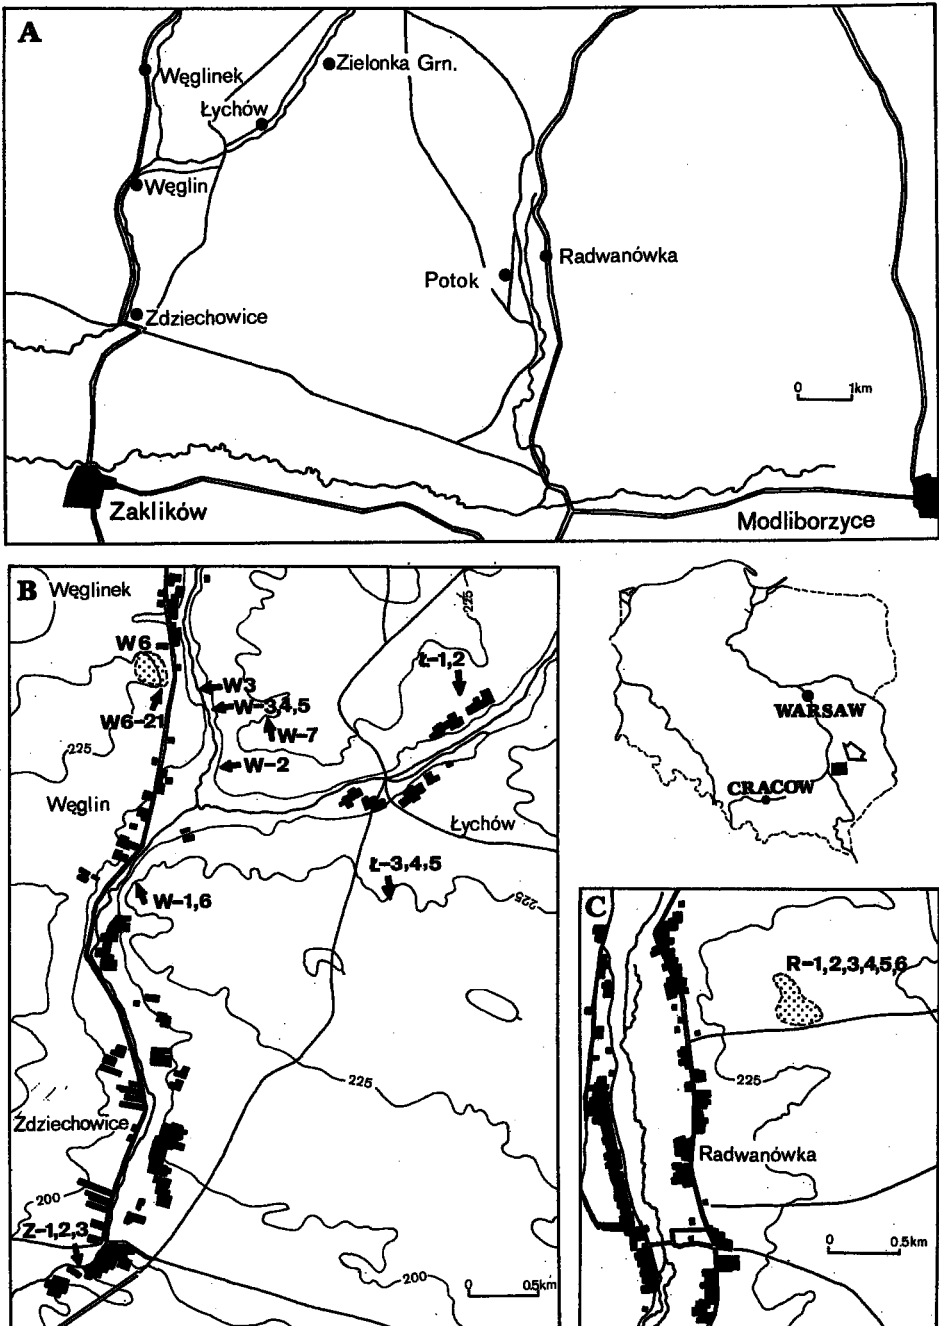 A
Węglinek
Zielonka Grn.
Łychów
Węglin
Radwanówka
Potok
Zdziechowice
0 1km
Zaklików
Modliborzyce
B
Węglinek
225
W6
Ł-1,2
W3
W-3,4,5
W6-21
W-7
225
W-2
Węglin
Łychów
Ł-3,4,5
225
W-1,6
225
Zdziechowice
200
Z-1,2,3
200
0 0.5km
WARSAW
CRACOW
C
R-1,2,3,4,5,6
225
Radwanówka
0 0.5km